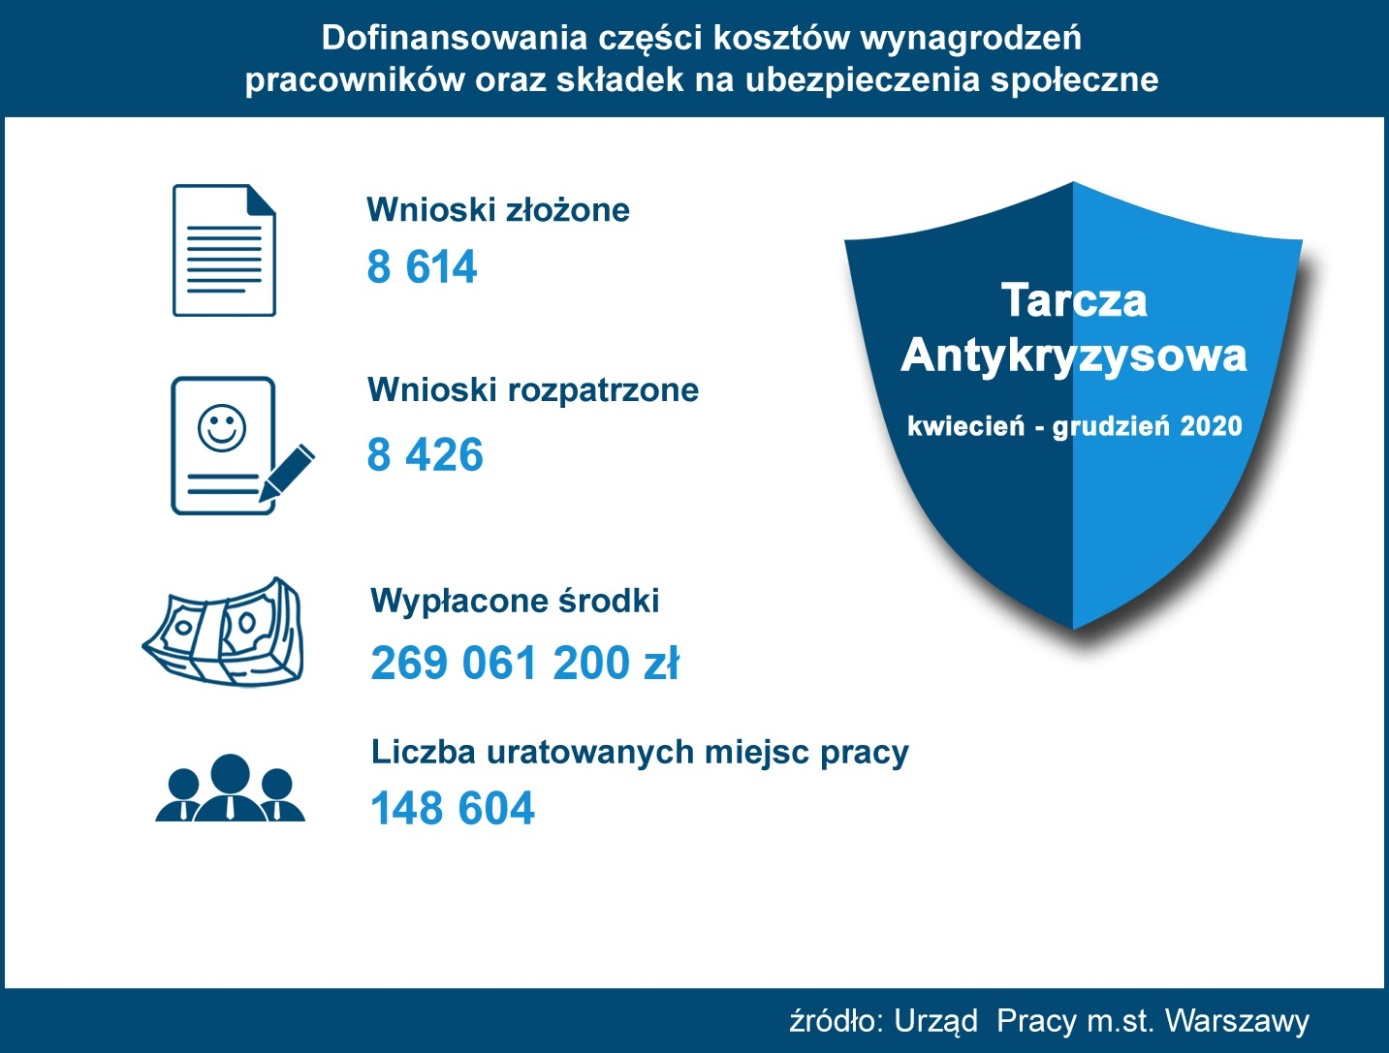 Dofinansowania części kosztów wynagrodzeń
pracowników oraz składek na ubezpieczenia społeczne
Wnioski złożone
8 614
Wnioski rozpatrzone
8 426
Wypłacone środki
269 061 200 zł
Liczba uratowanych miejsc pracy
148 604
Tarcza
Antykryzysowa
kwiecień - grudzień 2020
źródło: Urząd  Pracy m.st. Warszawy